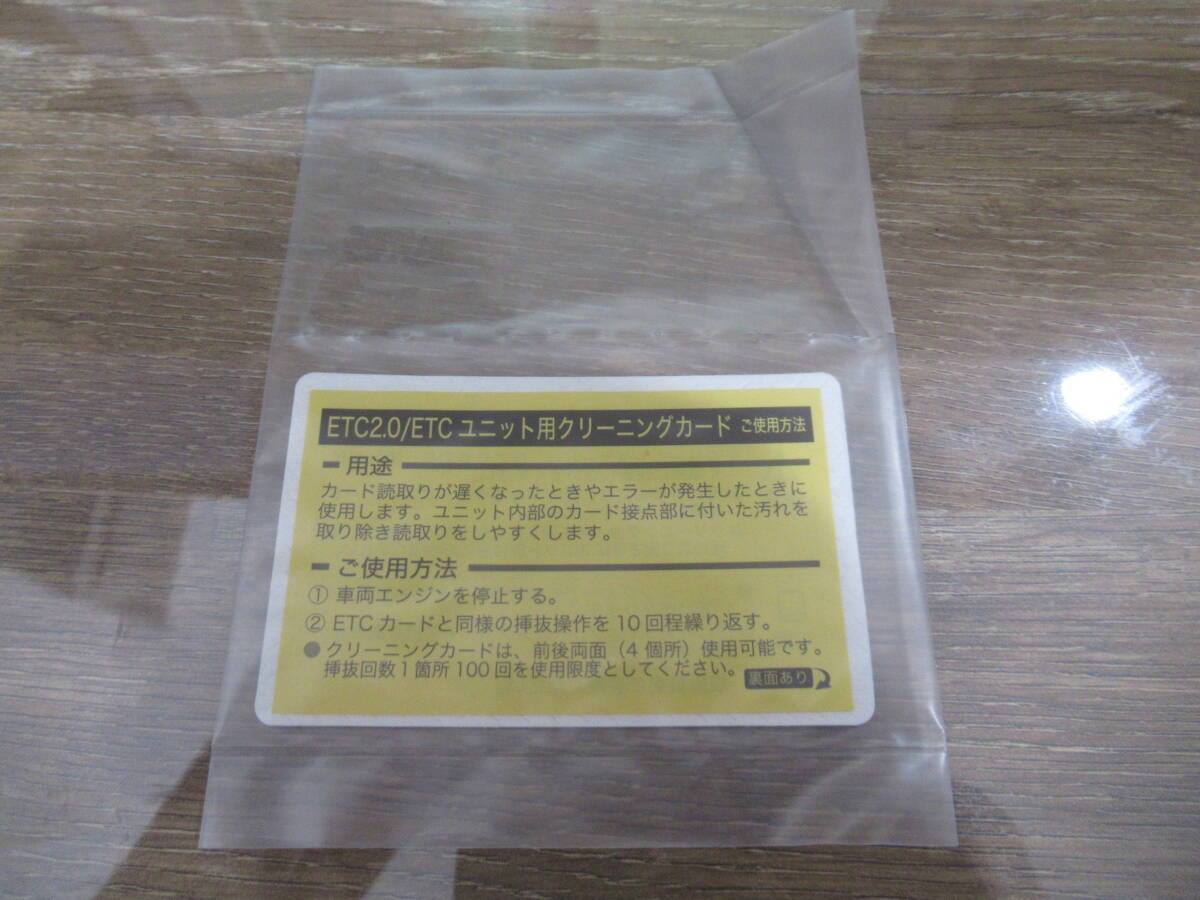 ETC2.0/ETC ユニット用クリーニングカード ご使用方法
用途
カード読取りが遅くなったときやエラーが発生したときに
使用します。ユニット内部のカード接点部に付いた汚れを
取り除き読取りをしやすくします。
ご使用方法
① 車両エンジンを停止する。
② ETCカードと同様の挿抜操作を10回程繰り返す。
● クリーニングカードは、前後両面（4個所）使用可能です。
挿抜回数1箇所100回を使用限度としてください。
裏面あり